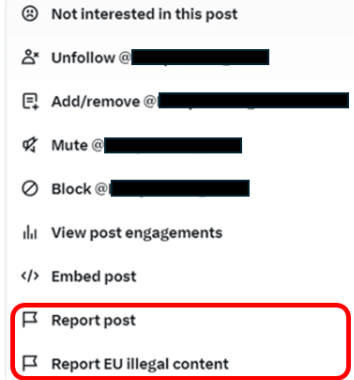 Not interested in this post
Unfollow @
Add/remove @
Mute @
Block @
View post engagements
Embed post
Report post
Report EU illegal content